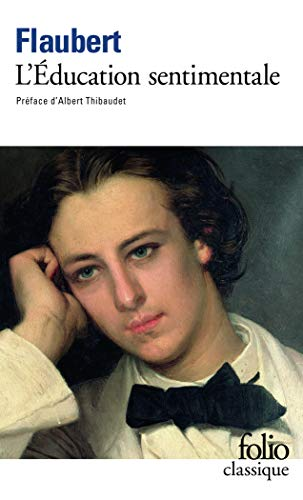 Flaubert
L'Éducation sentimentale
Préface d'Albert Thibaudet
folio
classique